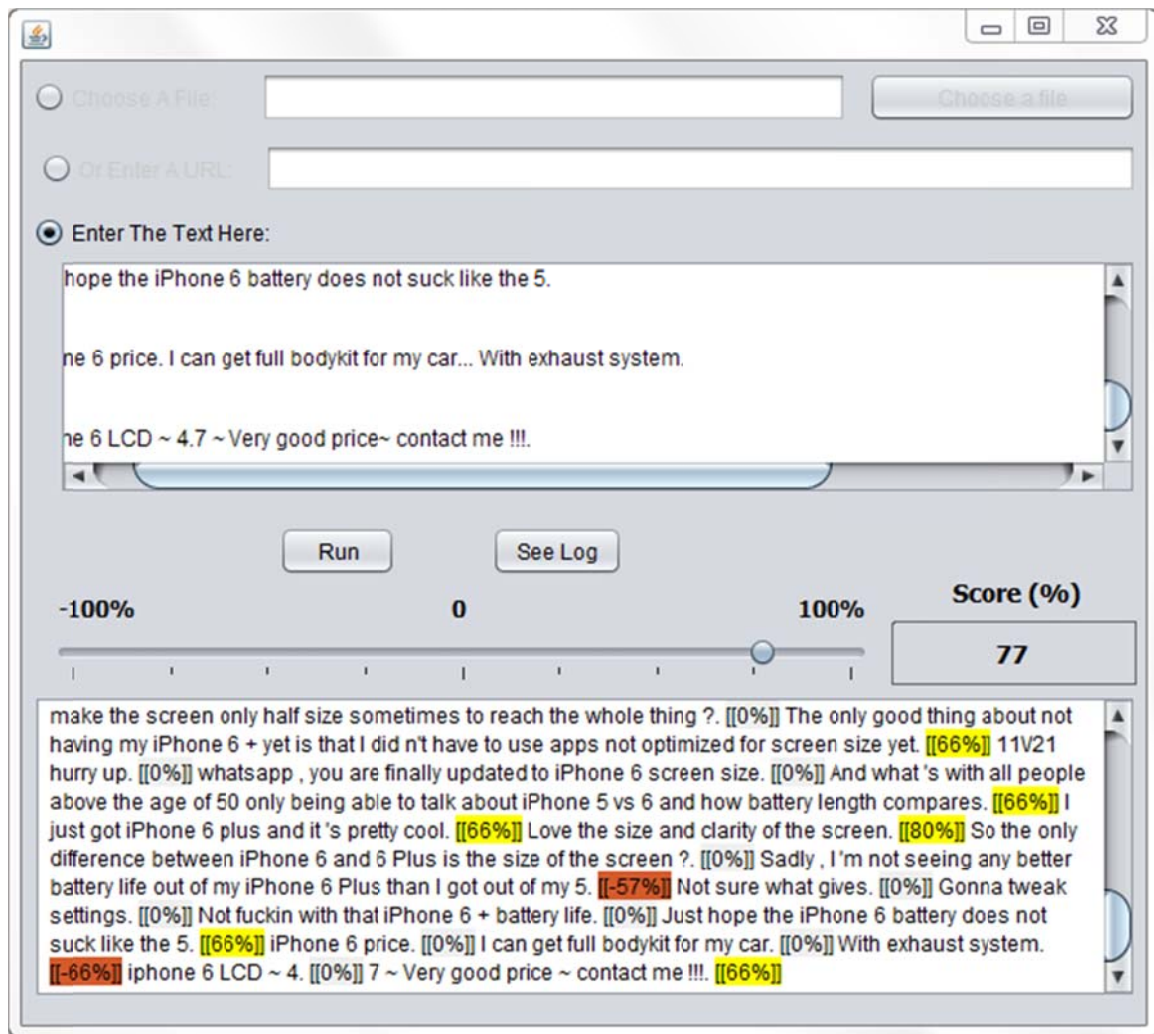 Choose A File:
Choose a file
Or Enter A URL:
Enter The Text Here:
hope the iPhone 6 battery does not suck like the 5.
ne 6 price. I can get full bodykit for my car... With exhaust system.
ne 6 LCD ~ 4.7 ~ Very good price~ contact me !!!.
Run
See Log
-100%
0
100%
Score (%)
77
make the screen only half size sometimes to reach the whole thing ?. [[0%]] The only good thing about not
having my iPhone 6 + yet is that I did n't have to use apps not optimized for screen size yet. [[66%]] 11\/21
hurry up. [[0%]] whatsapp , you are finally updated to iPhone 6 screen size. [[0%]] And what 's with all people
above the age of 50 only being able to talk about iPhone 5 vs 6 and how battery length compares. [[66%]] I
just got iPhone 6 plus and it 's pretty cool. [[66%]] Love the size and clarity of the screen. [[80%]] So the only
difference between iPhone 6 and 6 Plus is the size of the screen ?. [[0%]] Sadly , I 'm not seeing any better
battery life out of my iPhone 6 Plus than I got out of my 5. [[-57%]] Not sure what gives. [[0%]] Gonna tweak
settings. [[0%]] Not fuckin with that iPhone 6 + battery life. [[0%]] Just hope the iPhone 6 battery does not
suck like the 5. [[66%]] iPhone 6 price. [[0%]] I can get full bodykit for my car. [[0%]] With exhaust system.
[[-66%]] iphone 6 LCD ~ 4. [[0%]] 7 ~ Very good price ~ contact me !!!. [[66%]]